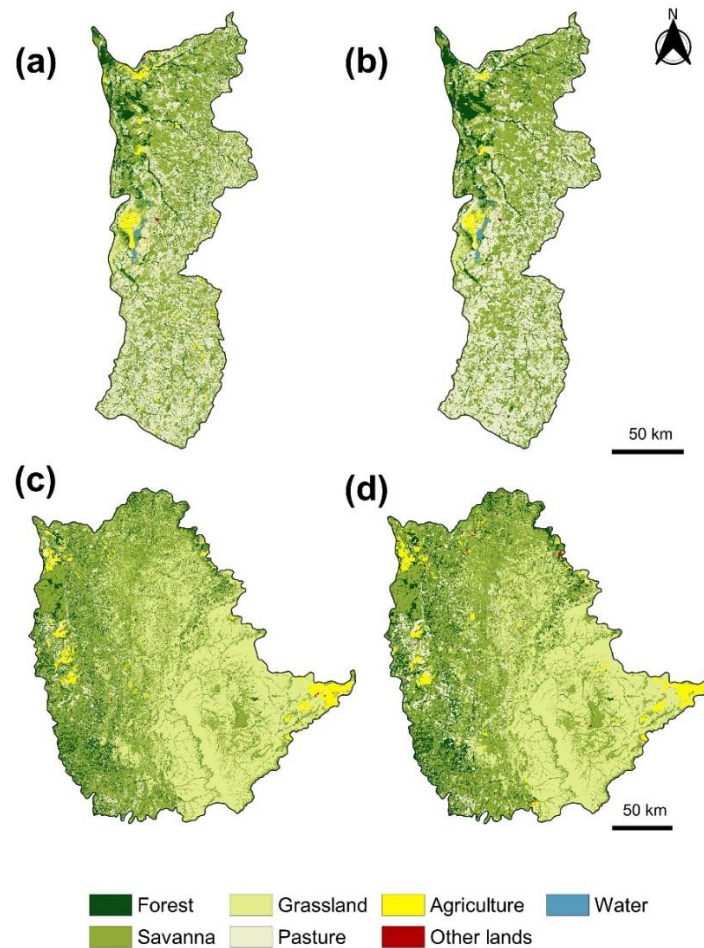 N
(a) (b)
50 km
(c) (d)
50 km
Forest Grassland Agriculture Water
Savanna Pasture Other lands